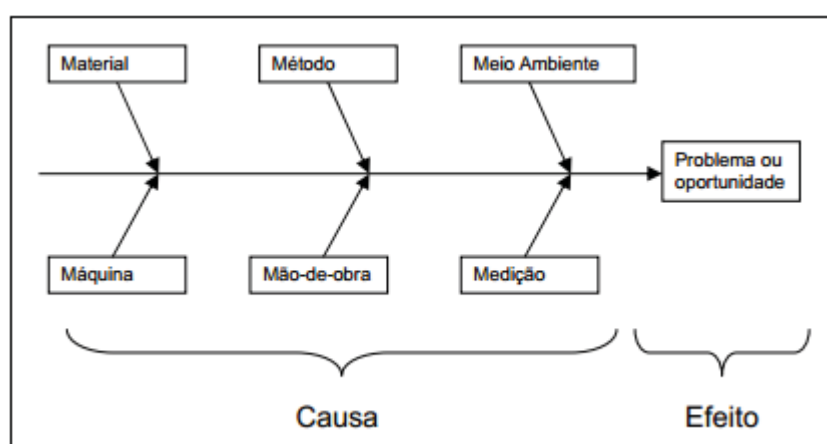 Material
Método
Meio Ambiente
Problema ou
oportunidade
Máquina
Mão-de-obra
Medição
Causa
Efeito